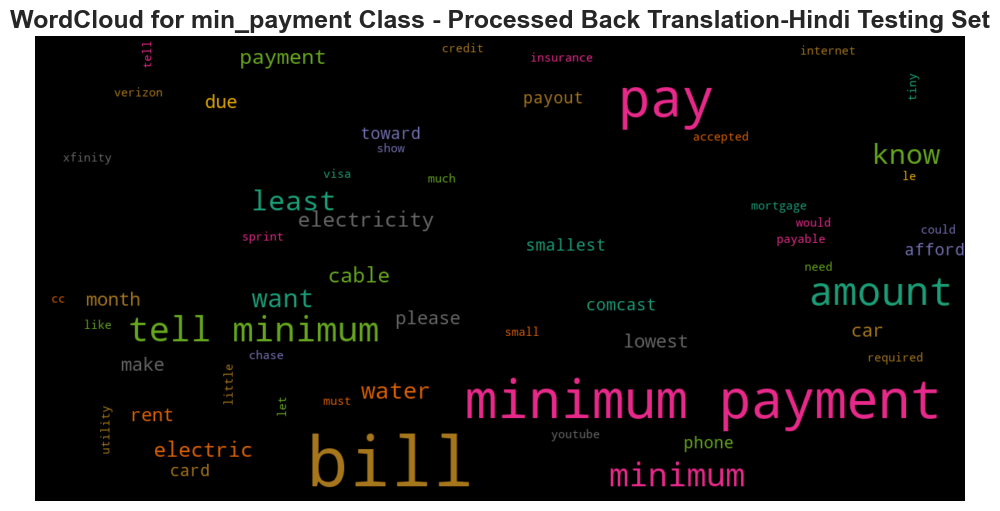 WordCloud for min_payment Class - Processed Back Translation-Hindi Testing Set
tell
payment
credit
insurance
internet
verizon
due
payout
pay
tiny
toward
show
accepted
know
xfinity
visa
much
le
least
electricity
mortgage
would
could
sprint
smallest
payable
afford
cable
need
cc
month
want
comcast
amount
like
tell minimum
please
small
lowest
car
make
chase
required
little
water
minimum payment
utility
rent
let
must
electric
bill
youtube
phone
card
minimum